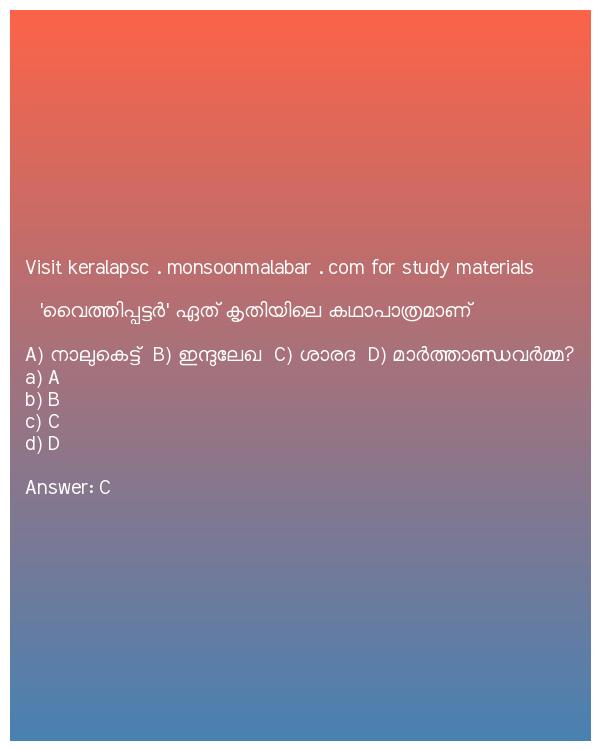 Visit keralapsc . monsoonmalabar . com for study materials
'വൈത്തിപ്പട്ടർ' ഏത് കൃതിയിലെ കഥാപാത്രമാണ്
A) നാലുകെട്ട് B) ഇന്ദുലേഖ C) ശാരദ D) മാർത്താണ്ഡവർമ്മ?
a) A
b) B
c) C
d) D
Answer: C